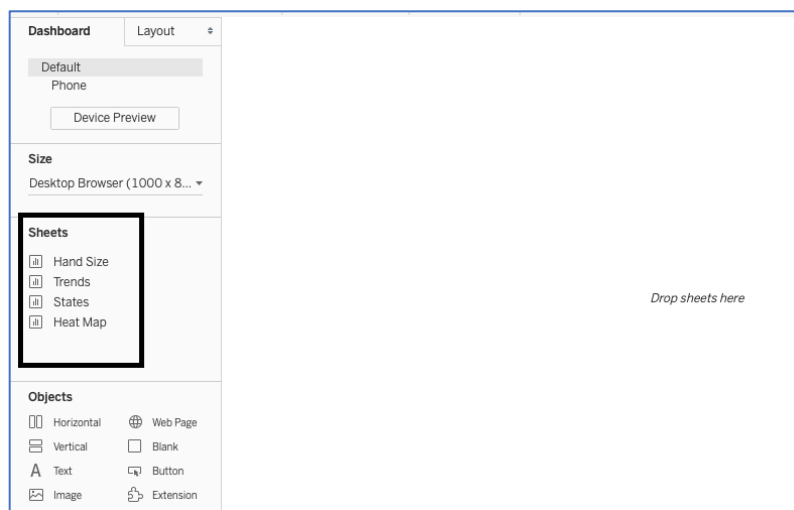 Dashboard Layout
Default
Phone
Device Preview
Size
Desktop Browser (1000 x 8...
Sheets
Hand Size
Trends
States
Heat Map
Drop sheets here
Objects
Horizontal Web Page
Vertical Blank
A Text Button
Image Extension